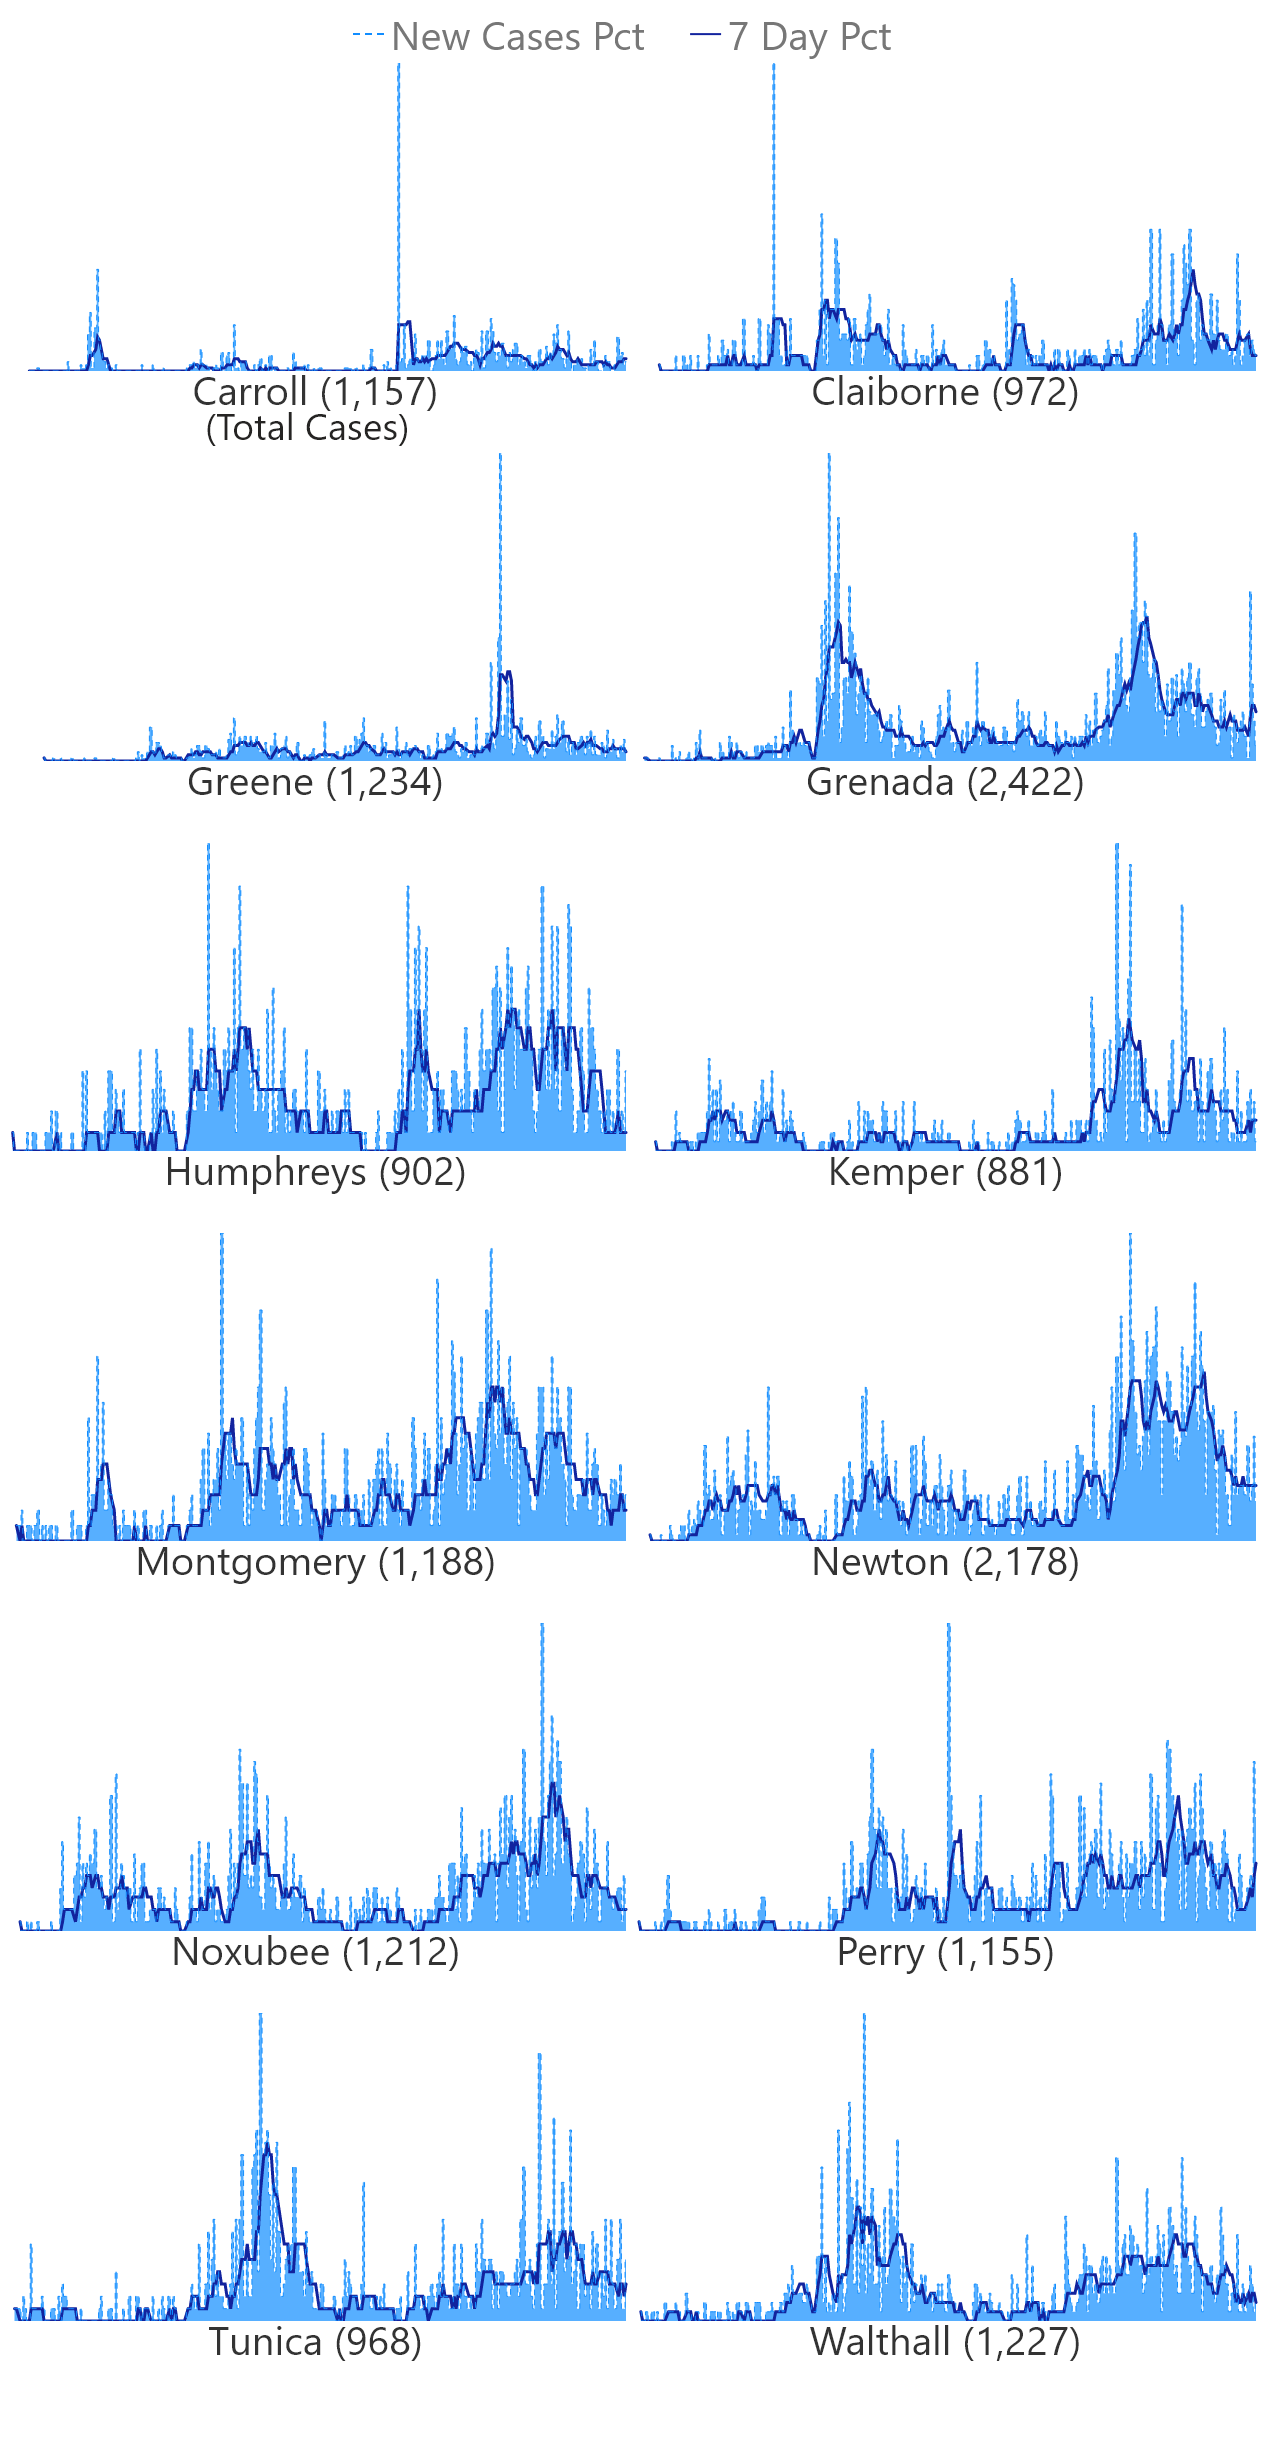 New Cases Pct 7 Day Pct
Carroll (1,157) Claiborne (972)
(Total Cases)
Greene (1,234) Grenada (2,422)
Humphreys (902) Kemper (881)
Montgomery (1,188) Newton (2,178)
Noxubee (1,212) Perry (1,155)
Tunica (968) Walthall (1,227)